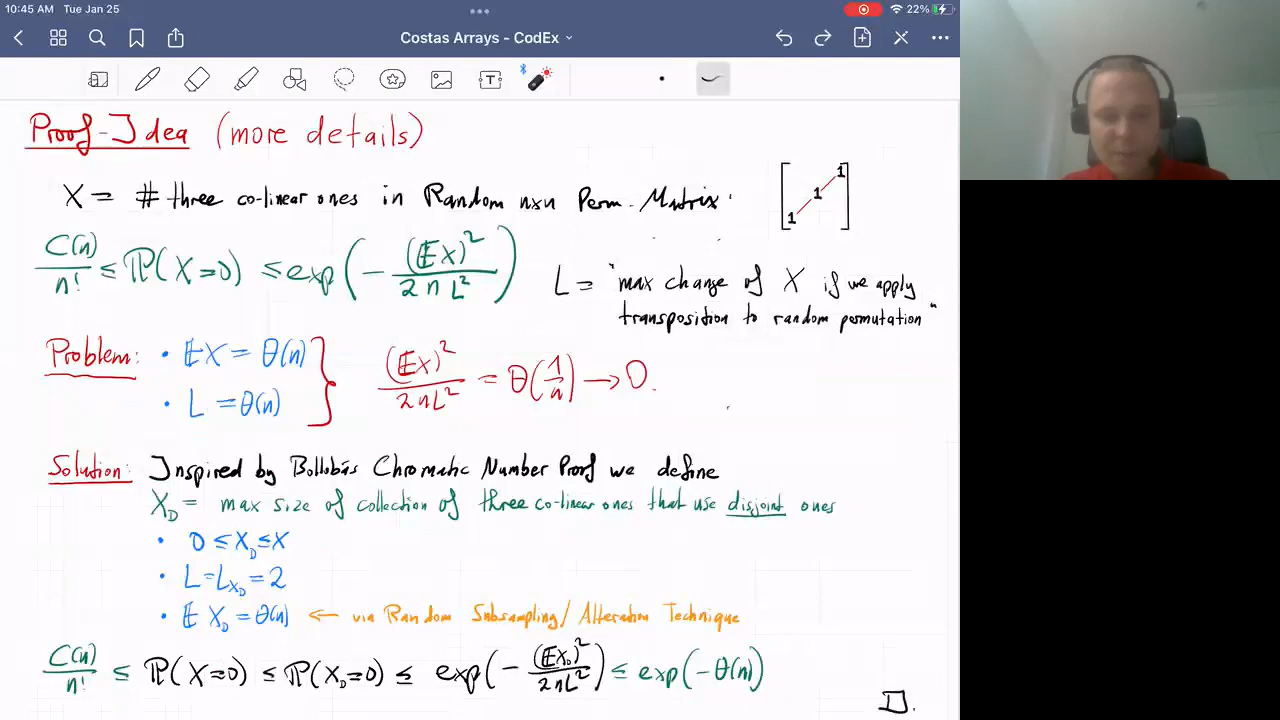 10:45 AM Tue Jan 25
22%
Costas Arrays - CodEx
Proof-Idea (more details)
X = # three co-linear ones in Random n×n Perm. Matrix.
1
1
1
C(n)/n! ≤ ℙ(X=0) ≤ exp(-(𝔼X)²/2nL²)
L = "max change of X if we apply
transposition to random permutation"
Problem: • 𝔼X = θ(n)
• L = θ(n)
(𝔼X)²/2nL² = θ(1/n) → 0.
Solution: Inspired by Bollobás Chromatic Number Proof we define
X_D = max size of collection of three co-linear ones that use disjoint ones
• 0 ≤ X_D ≤ X
• L = L_{X_D} = 2
• 𝔼 X_D = θ(n) ← via Random Subsampling/Alteration Technique
C(n)/n! ≤ ℙ(X=0) ≤ ℙ(X_D=0) ≤ exp(-(𝔼X_D)²/2nL²) ≤ exp(-θ(n))
□.